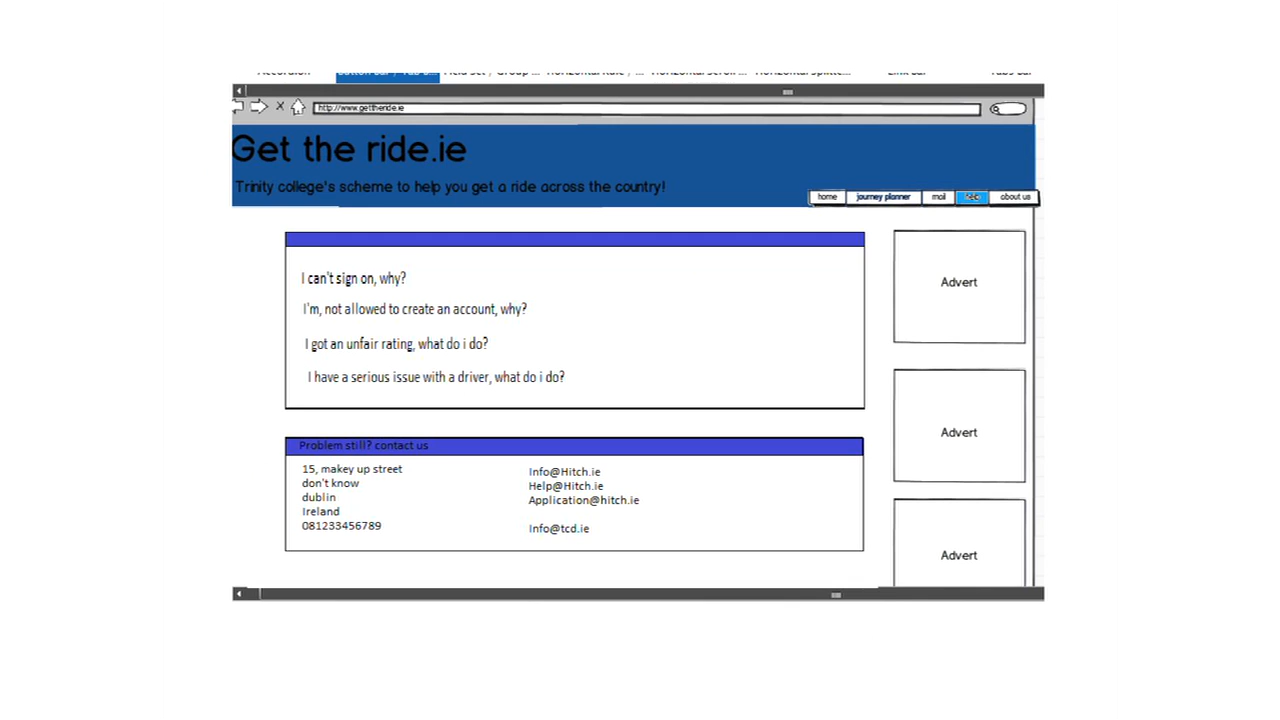 http://www.gettheride.ie
Get the ride.ie
Trinity college's scheme to help you get a ride across the country!
home journey planner mail help about us
I can't sign on, why?
I'm, not allowed to create an account, why?
I got an unfair rating, what do i do?
I have a serious issue with a driver, what do i do?
Advert
Advert
Advert
Problem still? contact us
15, makey up street
don't know
dublin
Ireland
081233456789
Info@Hitch.ie
Help@Hitch.ie
Application@hitch.ie
Info@tcd.ie